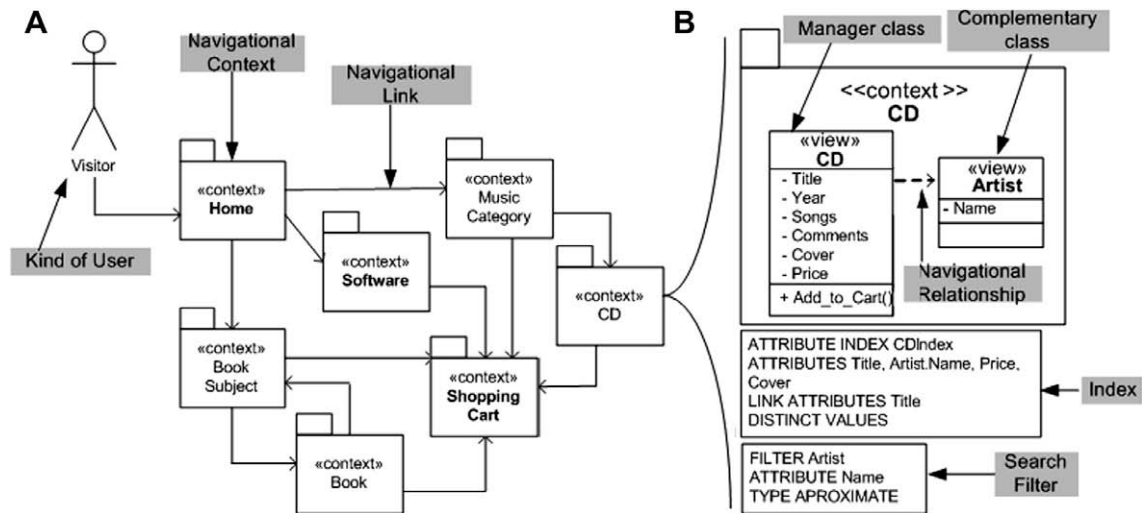 A
Navigational
Context
Navigational
Link
Visitor
Kind of User
«context»
Home
«context»
Music
Category
«context»
Software
«context»
CD
«context»
Book
Subject
«context»
Shopping
Cart
«context»
Book
B
Manager class
Complementary
class
<<context >>
CD
«view»
CD
- Title
- Year
- Songs
- Comments
- Cover
- Price
+ Add_to_Cart()
«view»
Artist
- Name
Navigational
Relationship
ATTRIBUTE INDEX CDIndex
ATTRIBUTES Title, Artist.Name, Price,
Cover
LINK ATTRIBUTES Title
DISTINCT VALUES
Index
FILTER Artist
ATTRIBUTE Name
TYPE APROXIMATE
Search
Filter